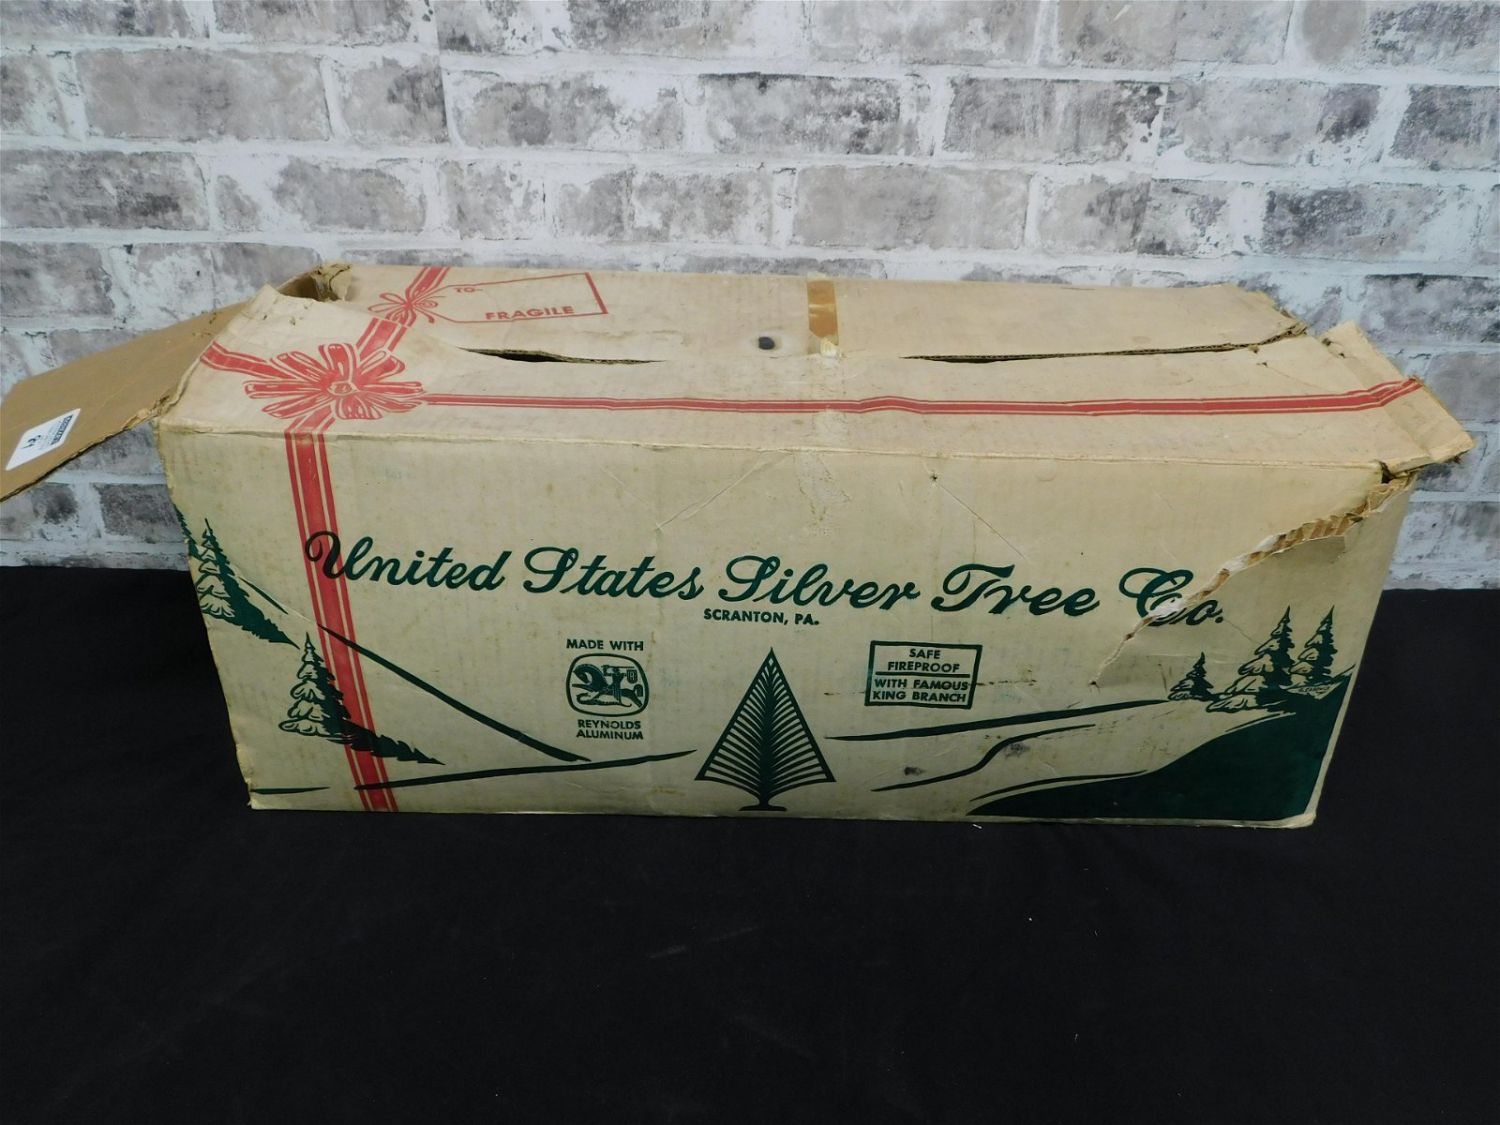 TO-
FRAGILE
United States Silver Tree Co.
SCRANTON, PA.
MADE WITH
REYNOLDS
ALUMINUM
SAFE
FIREPROOF
WITH FAMOUS
KING BRANCH